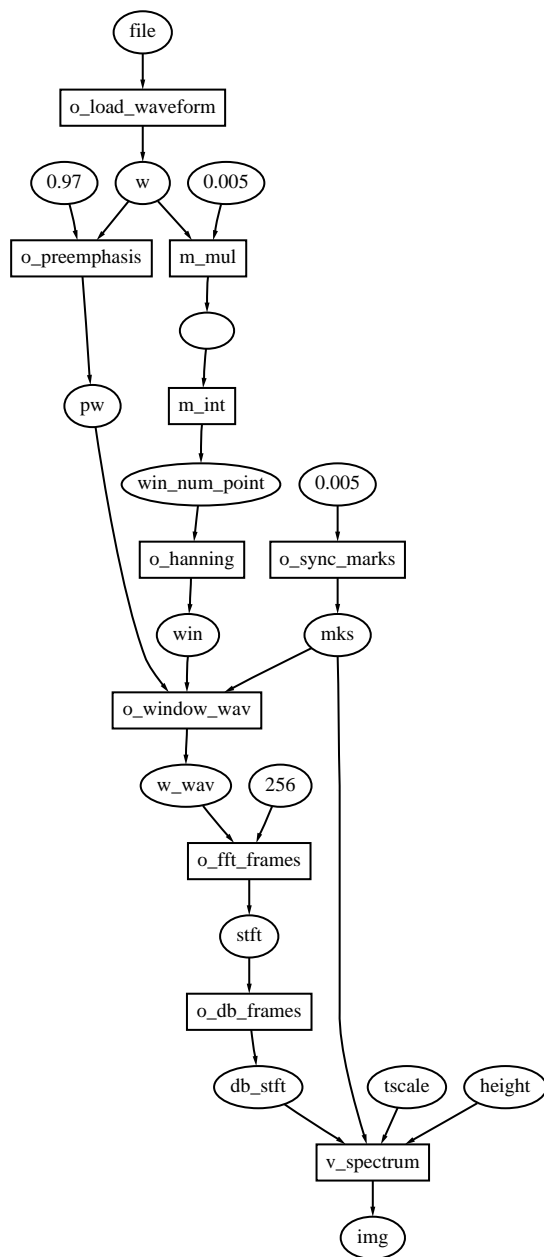 file
o_load_waveform
0.97
w
0.005
o_preemphasis
m_mul
pw
m_int
win_num_point
0.005
o_hanning
o_sync_marks
win
mks
o_window_wav
w_wav
256
o_fft_frames
stft
o_db_frames
db_stft
tscale
height
v_spectrum
img